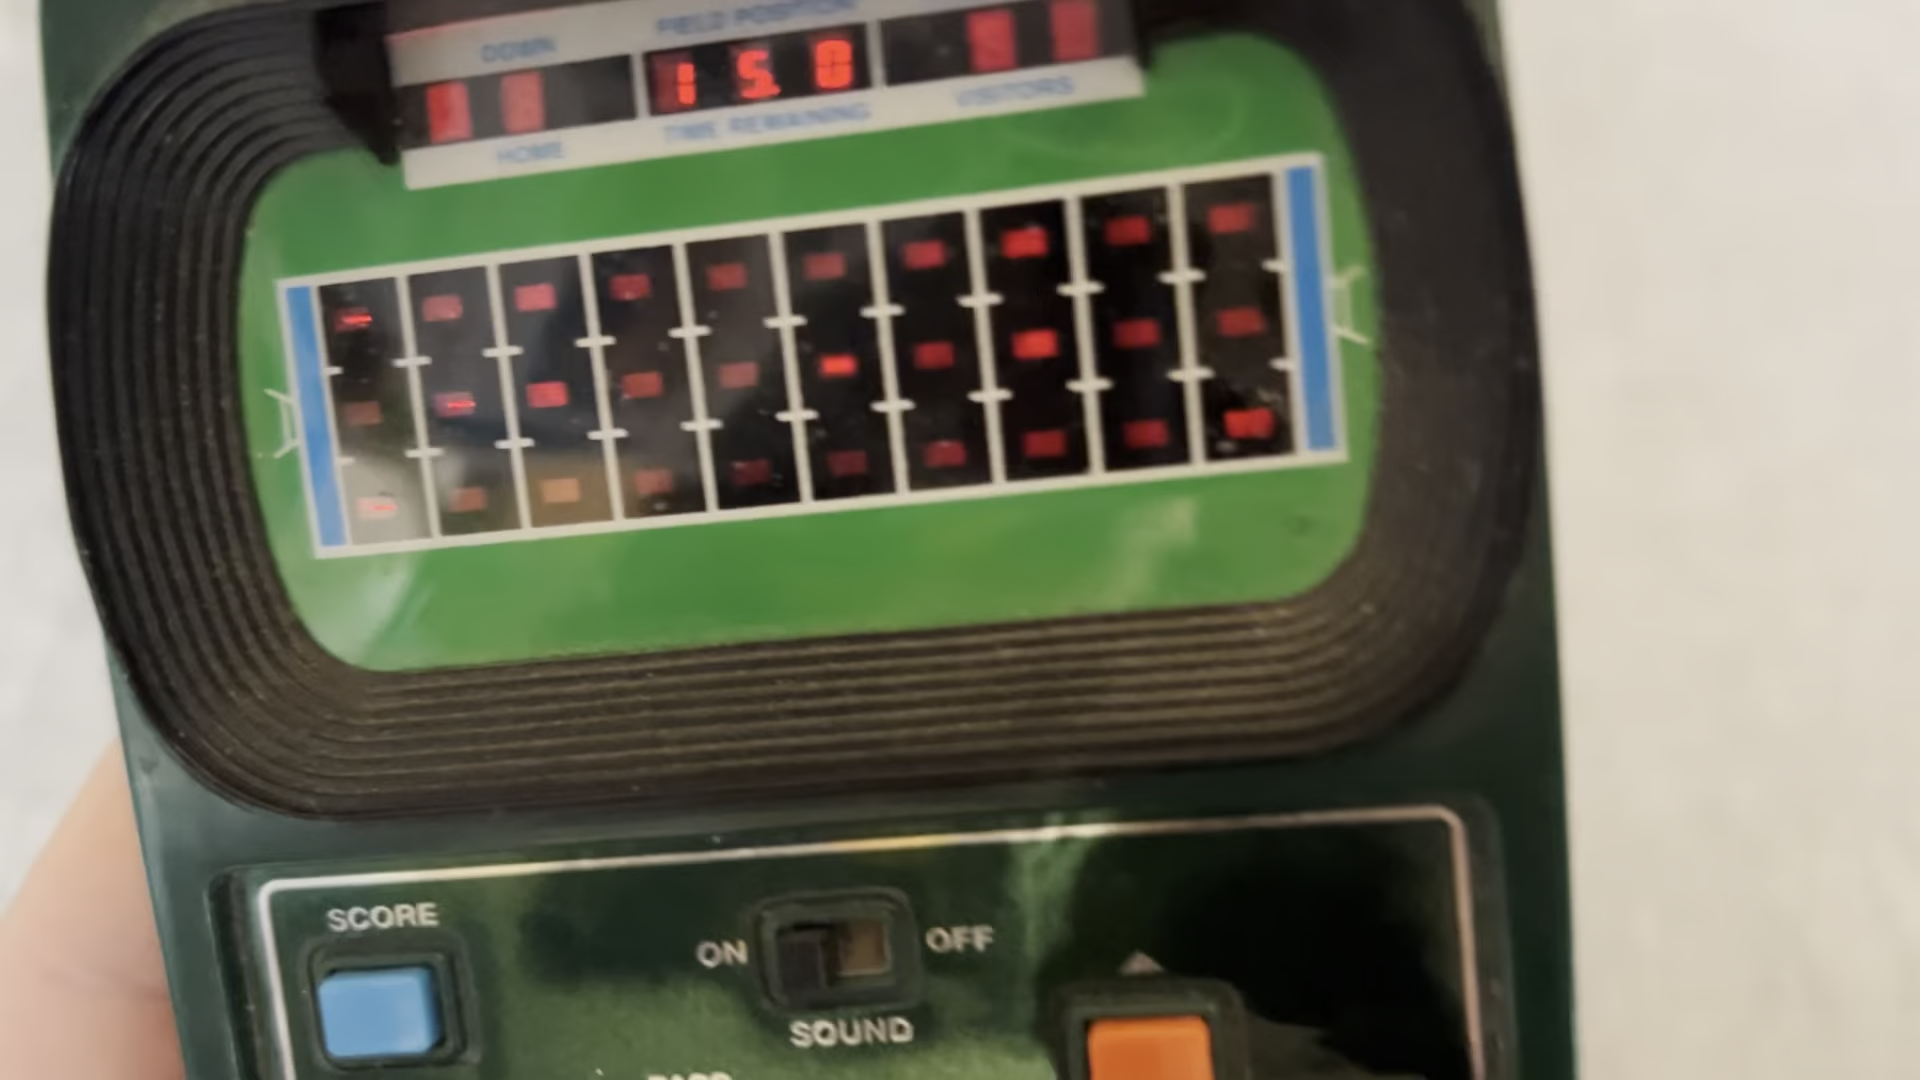 DOWN FIELD POSITION
15.0
HOME TIME REMAINING VISITORS
SCORE
ON OFF
SOUND